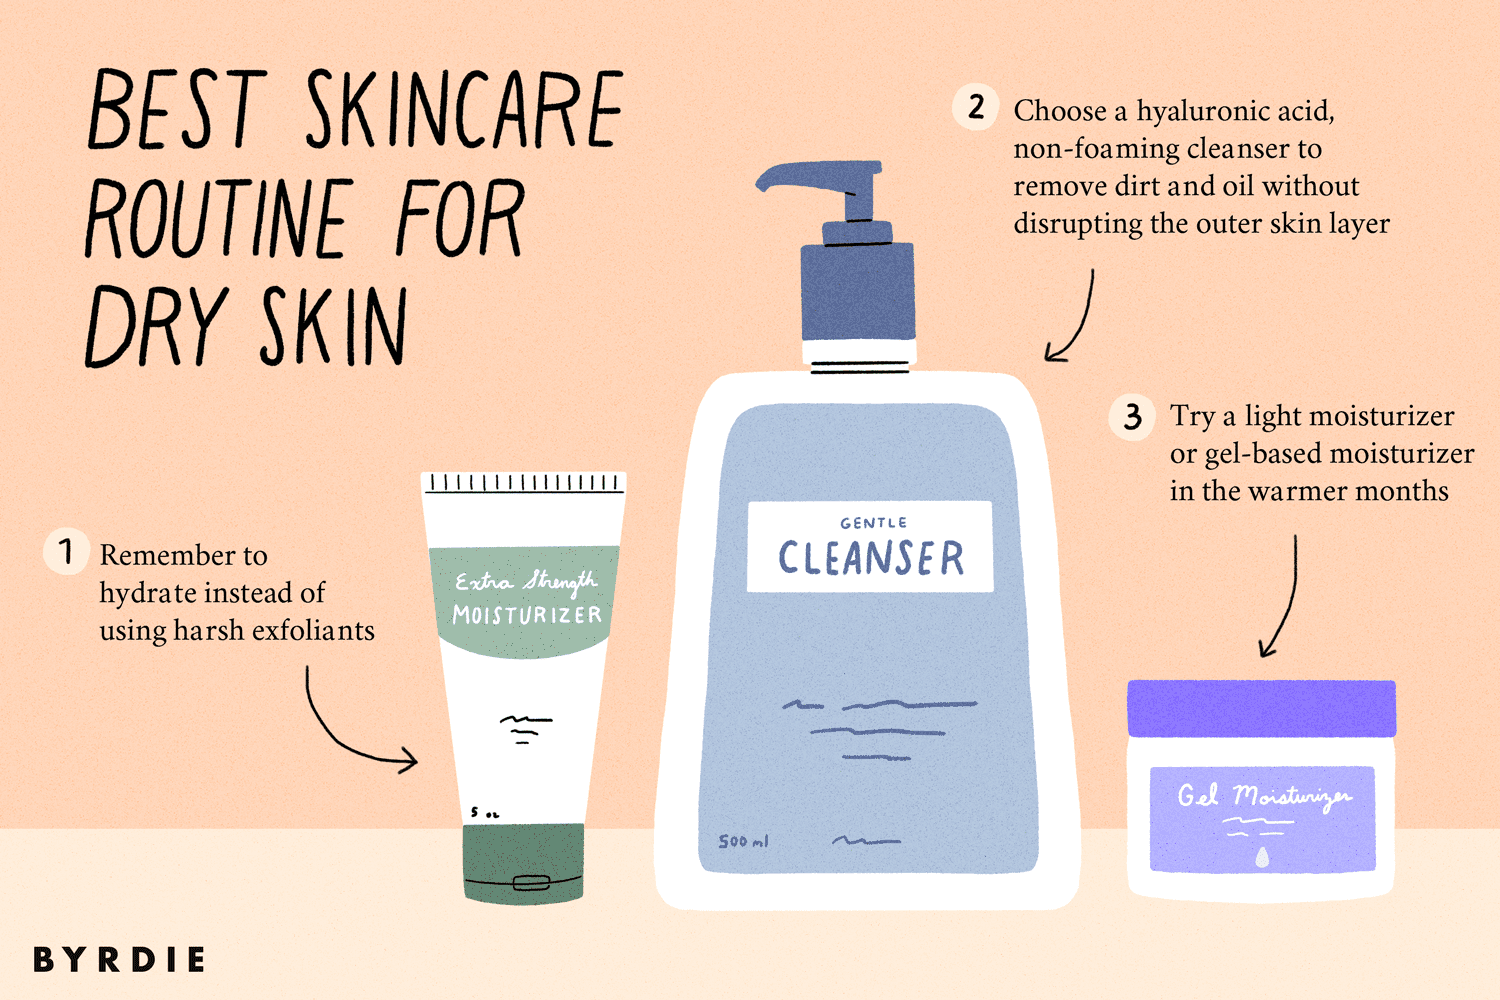 BEST SKINCARE
ROUTINE FOR
DRY SKIN
1
Remember to
hydrate instead of
using harsh exfoliants
2
Choose a hyaluronic acid,
non-foaming cleanser to
remove dirt and oil without
disrupting the outer skin layer
3
Try a light moisturizer
or gel-based moisturizer
in the warmer months
Extra Strength
MOISTURIZER
5 oz
GENTLE
CLEANSER
500 ml
Gel Moisturizer
BYRDIE